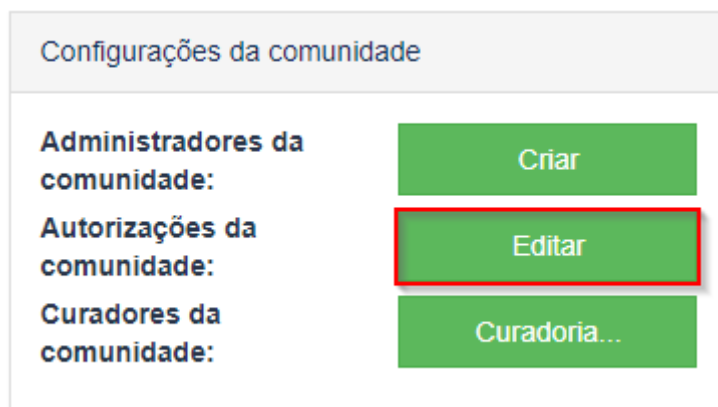 Configurações da comunidade
Administradores da
comunidade:
Criar
Autorizações da
comunidade:
Editar
Curadores da
comunidade:
Curadoria...